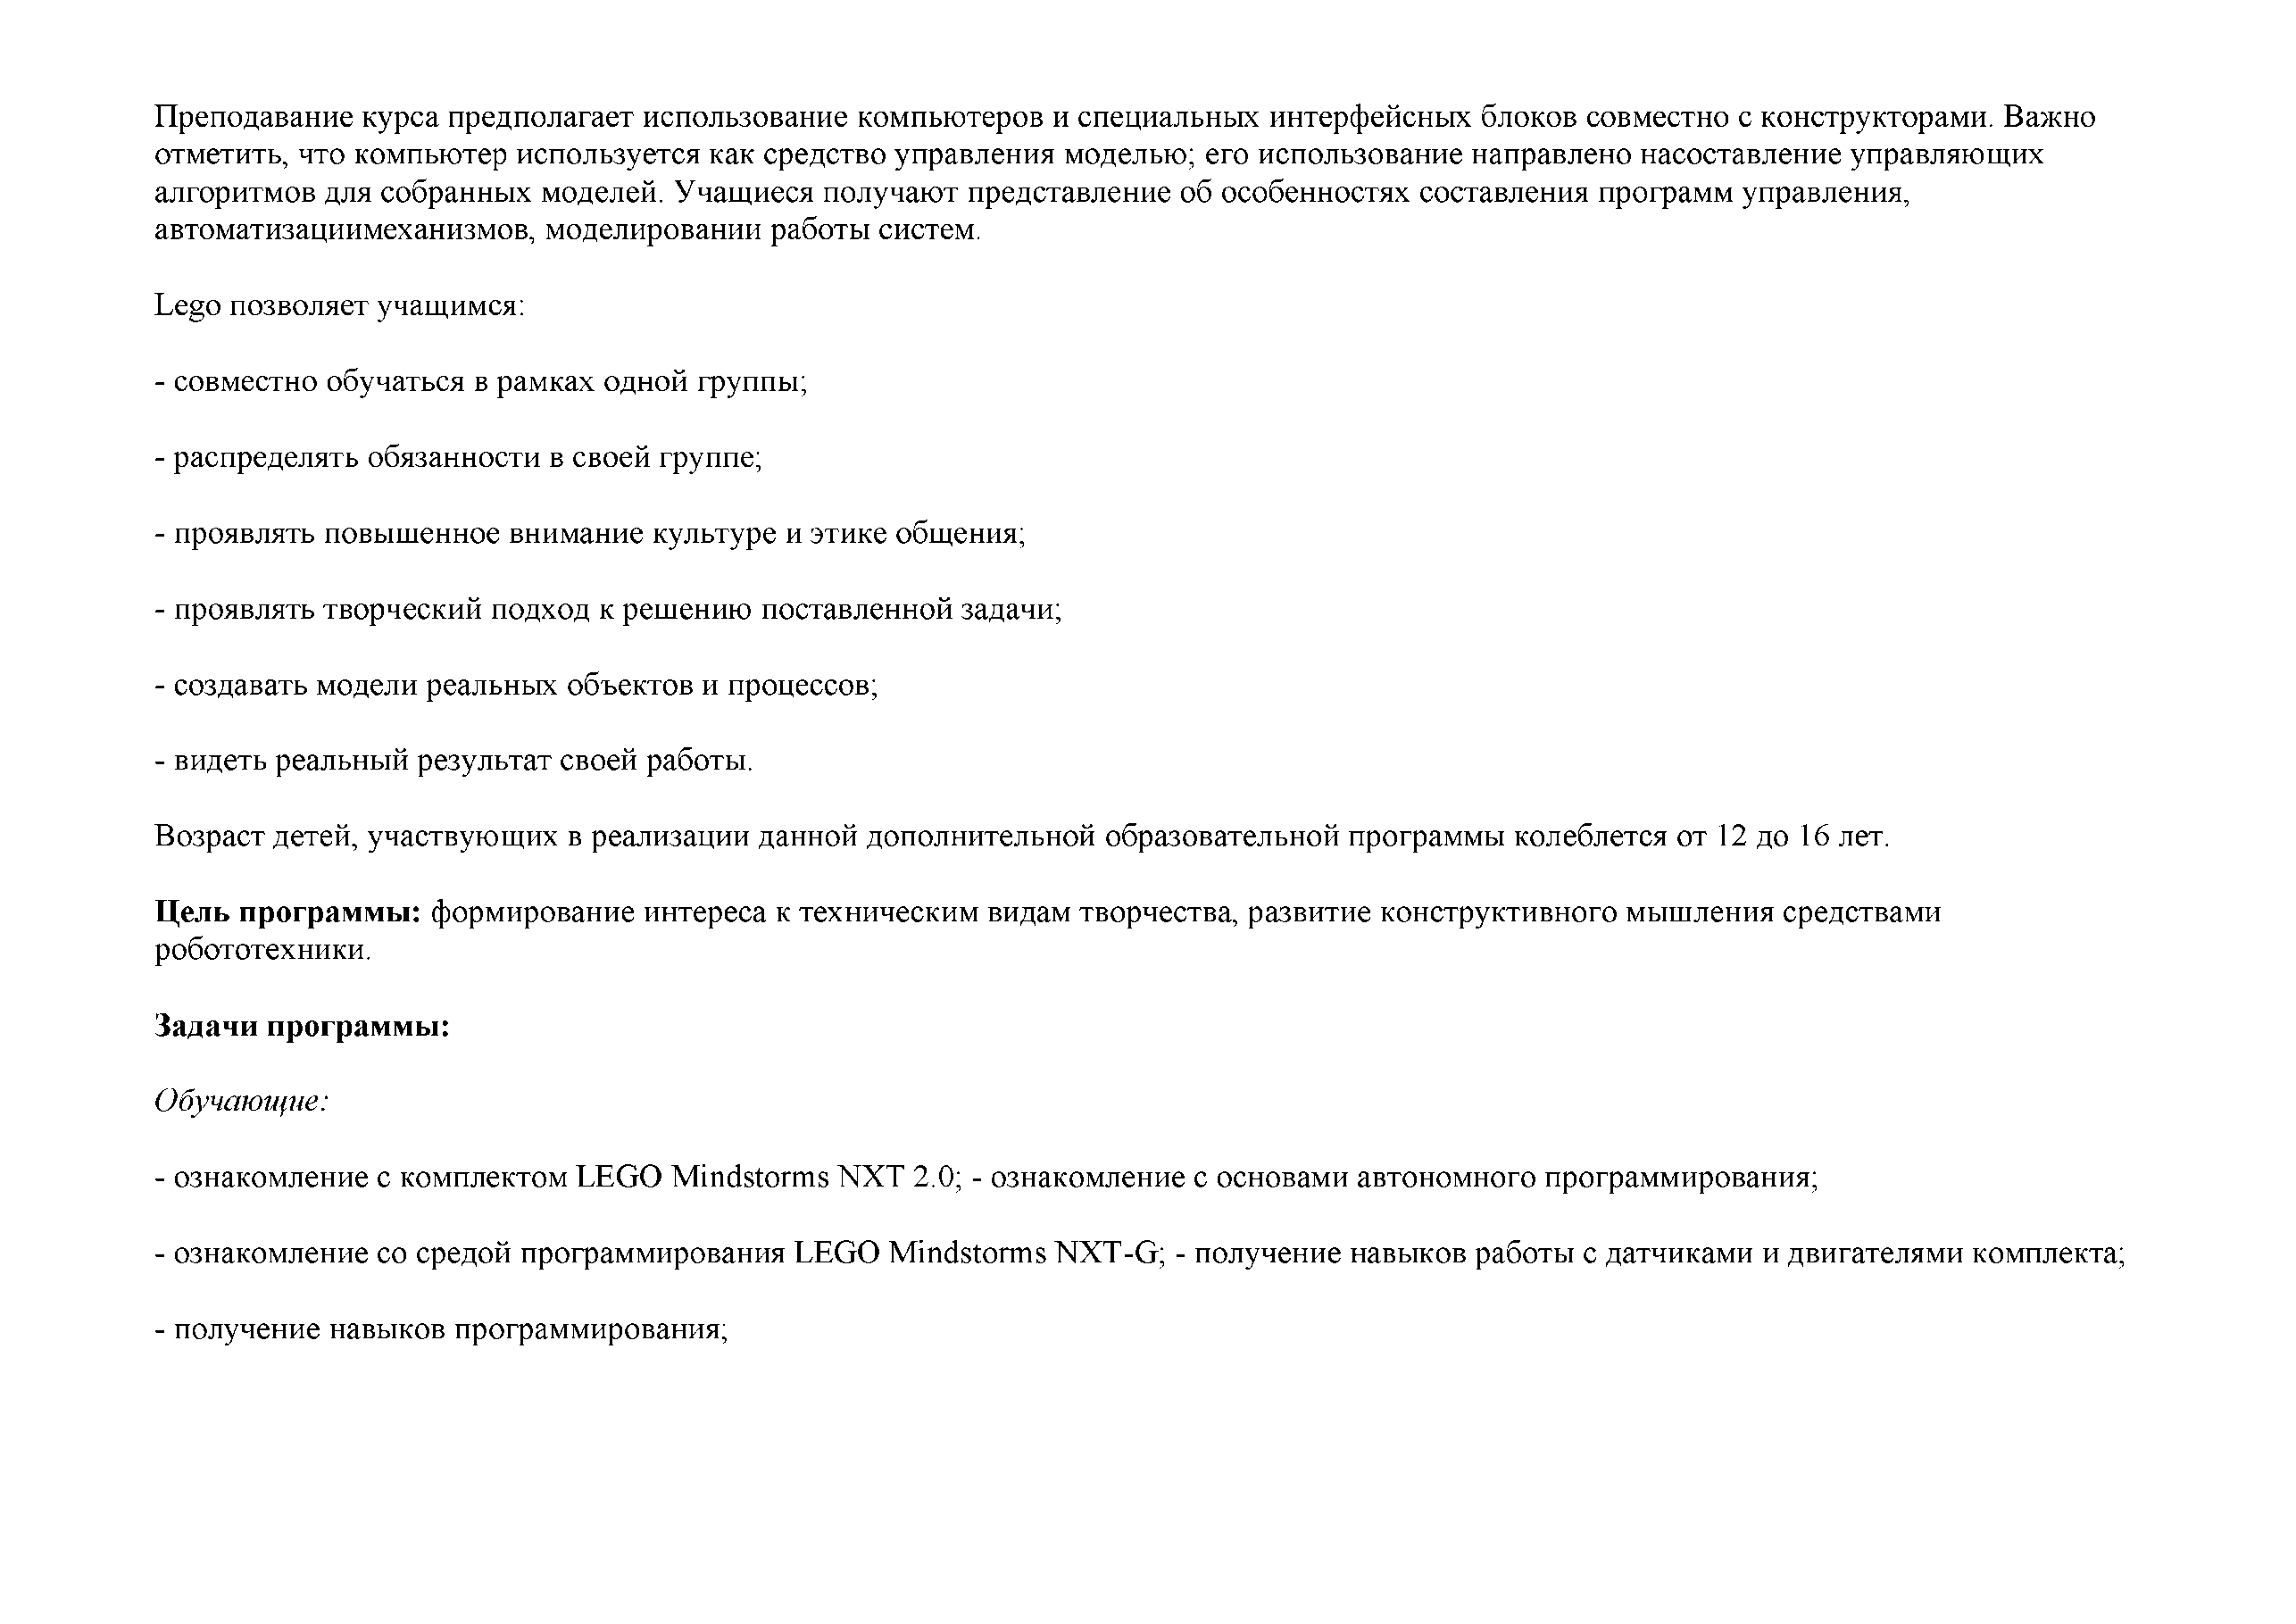 Преподавание курса предполагает использование компьютеров и специальных интерфейсных блоков совместно с конструкторами. Важно
отметить, что компьютер используется как средство управления моделью; его использование направлено насоставление управляющих
алгоритмов для собранных моделей. Учащиеся получают представление об особенностях составления программ управления,
автоматизациимеханизмов, моделировании работы систем.
Lego позволяет учащимся:
- совместно обучаться в рамках одной группы;
- распределять обязанности в своей группе;
- проявлять повышенное внимание культуре и этике общения;
- проявлять творческий подход к решению поставленной задачи;
- создавать модели реальных объектов и процессов;
- видеть реальный результат своей работы.
Возраст детей, участвующих в реализации данной дополнительной образовательной программы колеблется от 12 до 16 лет.
Цель программы: формирование интереса к техническим видам творчества, развитие конструктивного мышления средствами
робототехники.
Задачи программы:
Обучающие:
- ознакомление с комплектом LEGO Mindstorms NXT 2.0; - ознакомление с основами автономного программирования;
- ознакомление со средой программирования LEGO Mindstorms NXT-G; - получение навыков работы с датчиками и двигателями комплекта;
- получение навыков программирования;